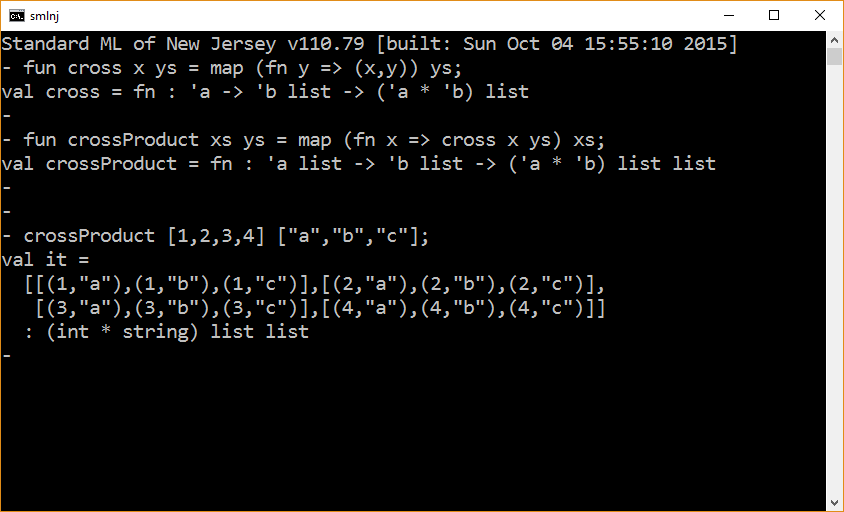 smlnj
Standard ML of New Jersey v110.79 [built: Sun Oct 04 15:55:10 2015]
- fun cross x ys = map (fn y => (x,y)) ys;
val cross = fn : 'a -> 'b list -> ('a * 'b) list
-
- fun crossProduct xs ys = map (fn x => cross x ys) xs;
val crossProduct = fn : 'a list -> 'b list -> ('a * 'b) list list
-
-
- crossProduct [1,2,3,4] ["a","b","c"];
val it =
  [[(1,"a"),(1,"b"),(1,"c")],[(2,"a"),(2,"b"),(2,"c")],
   [(3,"a"),(3,"b"),(3,"c")],[(4,"a"),(4,"b"),(4,"c")]]
  : (int * string) list list
-